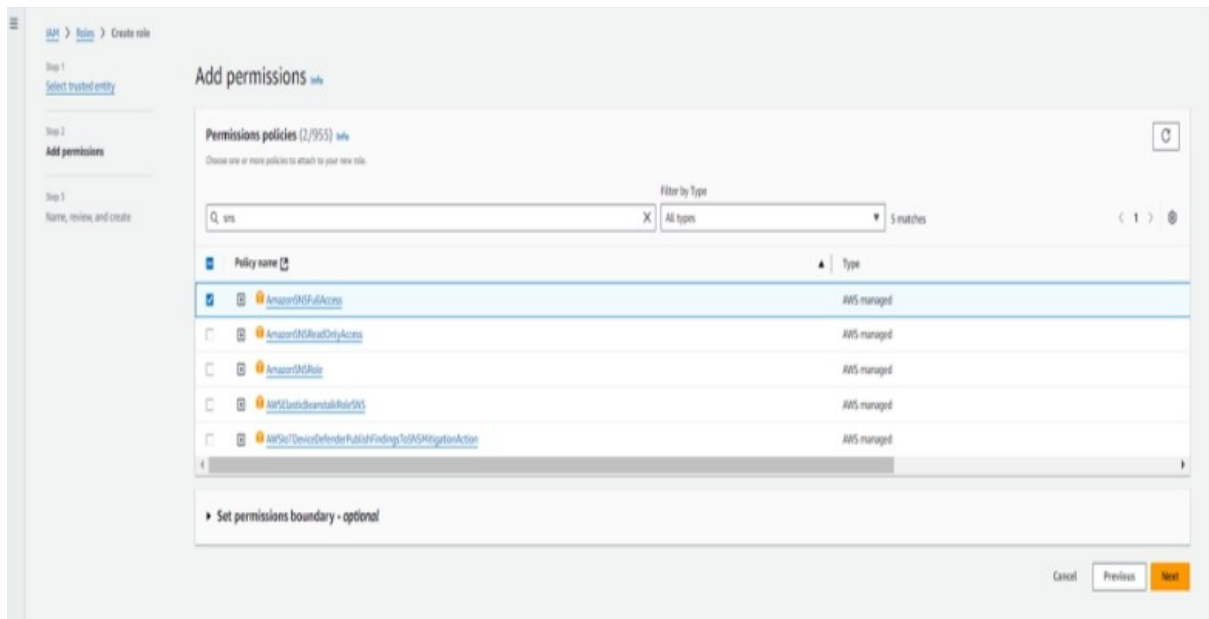 IAM > Roles > Create role
Step 1
Select trusted entity
Step 2
Add permissions
Step 3
Name, review, and create
Add permissions Info
Permissions policies (2/955) Info
Choose one or more policies to attach to your new role.
Filter by Type
sns
All types
5 matches
1
Policy name
Type
AmazonSNSFullAccess AWS managed
AmazonSNSReadOnlyAccess AWS managed
AmazonSNSRole AWS managed
AWSElasticBeanstalkRoleSNS AWS managed
AWSIoTDeviceDefenderPublishFindingsToSNSMitigationAction AWS managed
Set permissions boundary - optional
Cancel Previous Next